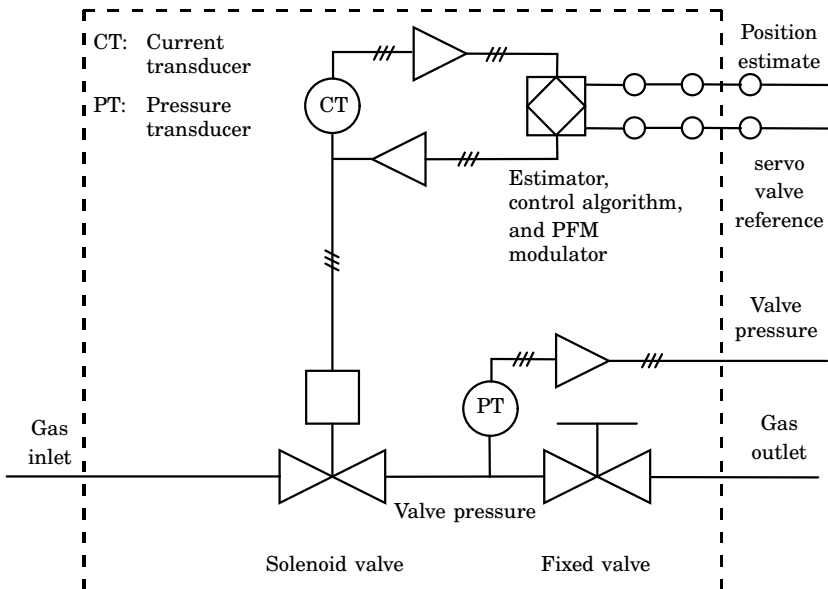 CT: Current
transducer
PT: Pressure
transducer
CT
Position
estimate
servo
valve
reference
Estimator,
control algorithm,
and PFM
modulator
Valve
pressure
PT
Gas
inlet
Gas
outlet
Valve pressure
Solenoid valve
Fixed valve